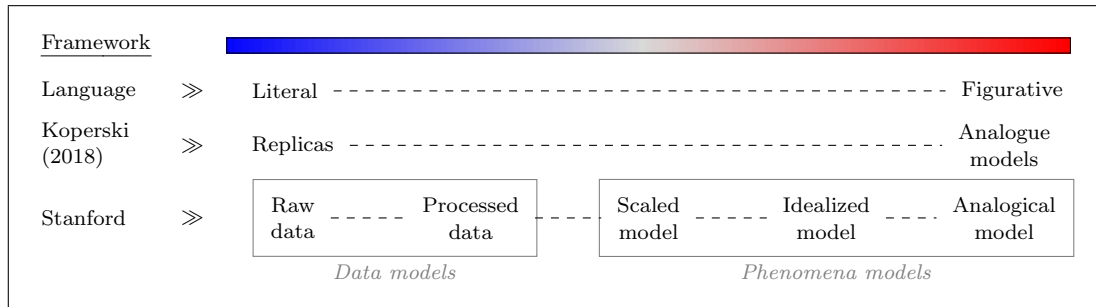 Framework
Language ≫ Literal Figurative
Koperski (2018) ≫ Replicas Analogue models
Stanford ≫ Raw data Processed data Scaled model Idealized model Analogical model
Data models Phenomena models